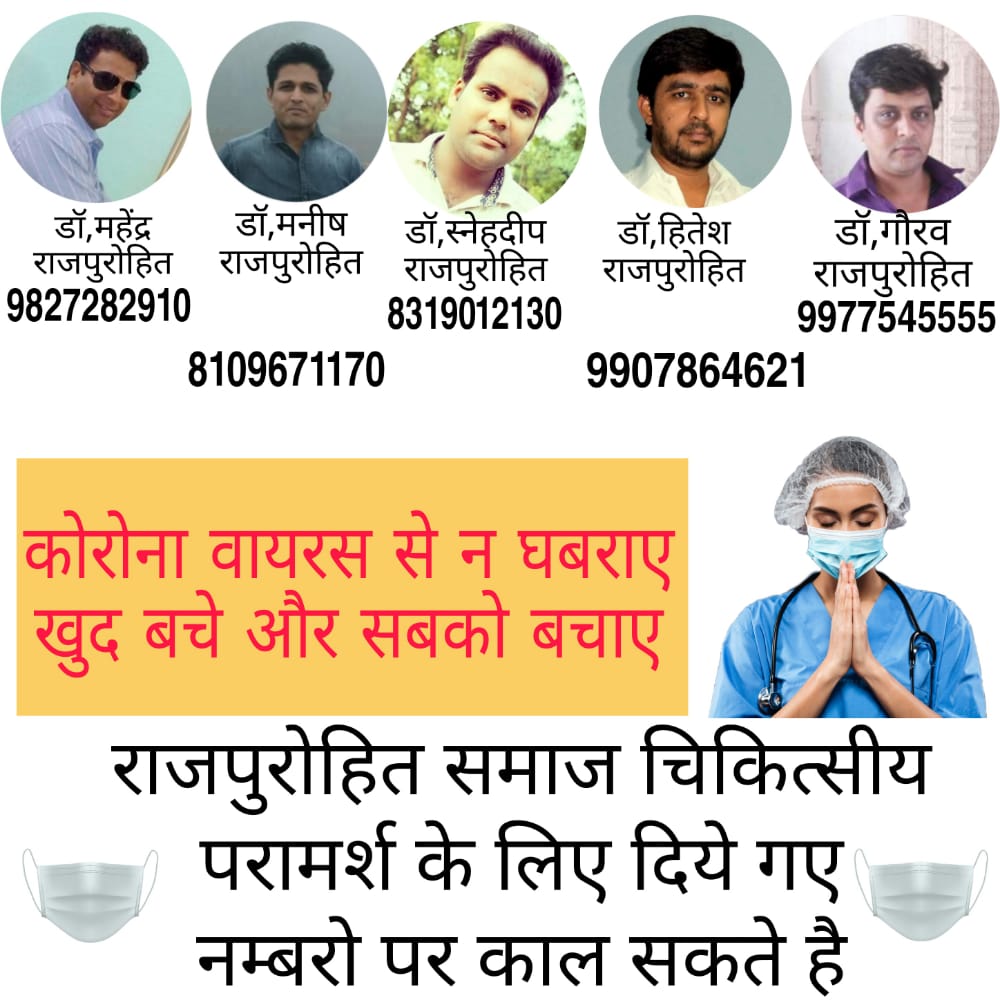 डॉ,महेंद्र
राजपुरोहित
9827282910
डॉ,मनीष
राजपुरोहित
8109671170
डॉ,स्नेहदीप
राजपुरोहित
8319012130
डॉ,हितेश
राजपुरोहित
9907864621
डॉ,गौरव
राजपुरोहित
9977545555
कोरोना वायरस से न घबराए
खुद बचे और सबको बचाए
राजपुरोहित समाज चिकित्सीय
परामर्श के लिए दिये गए
नम्बरो पर काल सकते है